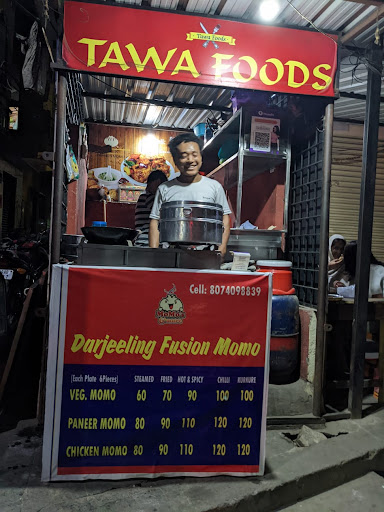 Tawa Foods
TAWA FOODS
Cell: 8074098839
MOMO
Darjeeling Fusion Momo
(Each Plate 6Pieces) STEAMED FRIED HOT & SPICY CHILLI KURKURE
VEG. MOMO 60 70 90 100 100
PANEER MOMO 80 90 110 120 120
CHICKEN MOMO 80 90 110 120 120